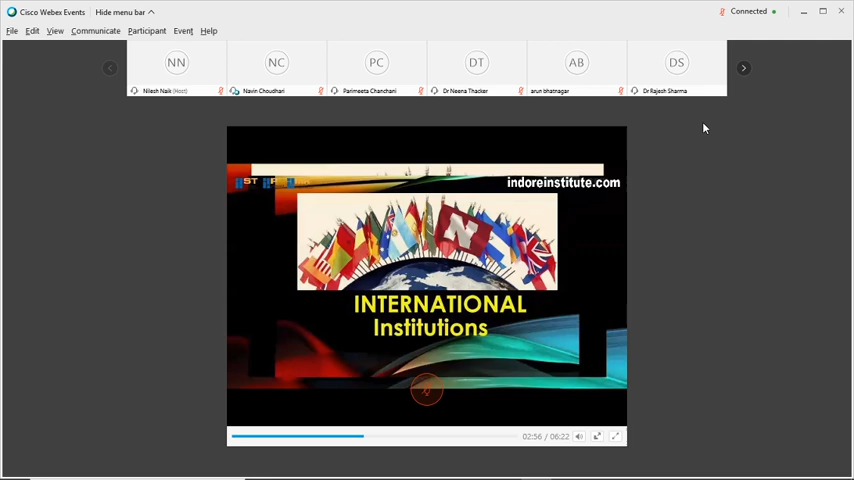 Cisco Webex Events
Hide menu bar
Connected
File Edit View Communicate Participant Event Help
NN
NC
PC
DT
AB
DS
Nilesh Naik (Host)
Navin Choudhari
Parimeeta Chanchani
Dr Neena Thacker
arun bhatnagar
Dr Rajesh Sharma
indoreinstitute.com
INTERNATIONAL
Institutions
02:56 / 06:22